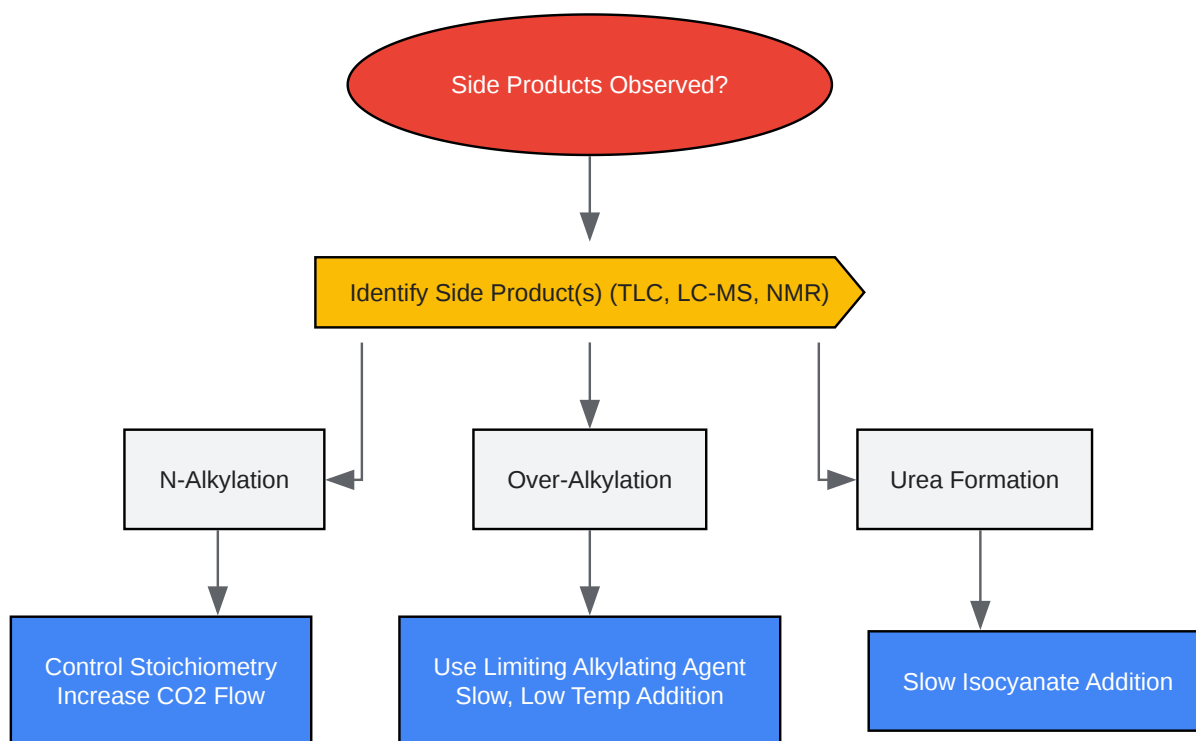 Side Products Observed?
Identify Side Product(s) (TLC, LC-MS, NMR)
N-Alkylation
Over-Alkylation
Urea Formation
Control Stoichiometry
Increase CO2 Flow
Use Limiting Alkylating Agent
Slow, Low Temp Addition
Slow Isocyanate Addition